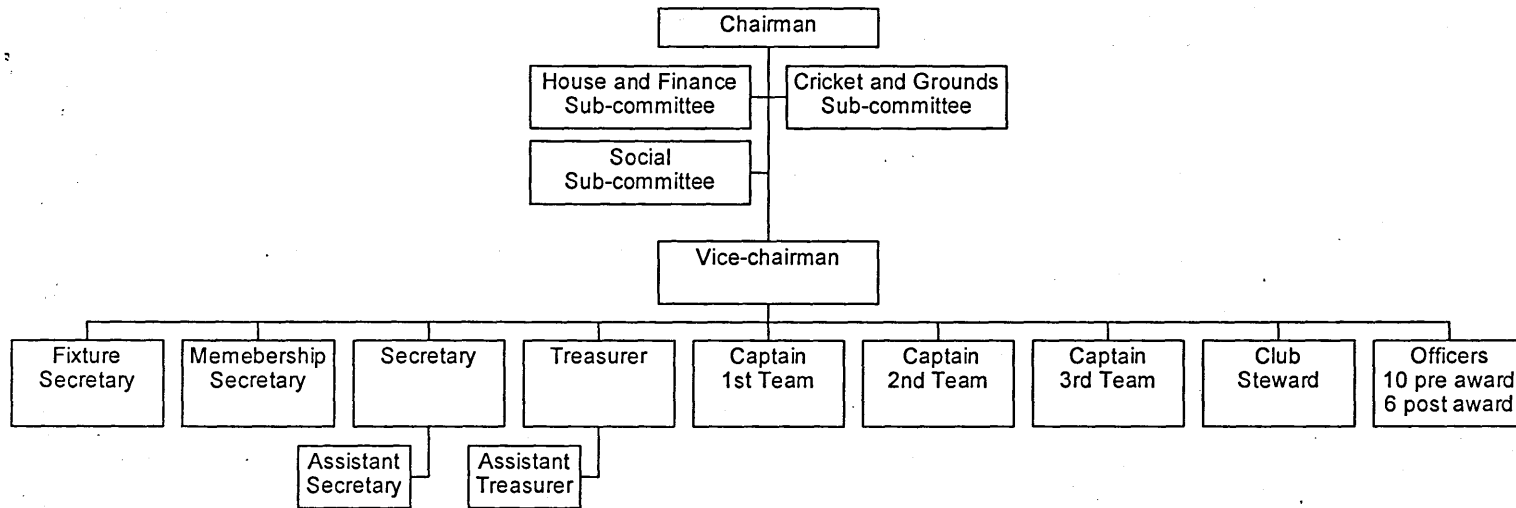 Chairman
House and Finance
Sub-committee
Cricket and Grounds
Sub-committee
Social
Sub-committee
Vice-chairman
Fixture
Secretary
Memebership
Secretary
Secretary
Treasurer
Captain
1st Team
Captain
2nd Team
Captain
3rd Team
Club
Steward
Officers
10 pre award
6 post award
Assistant
Secretary
Assistant
Treasurer